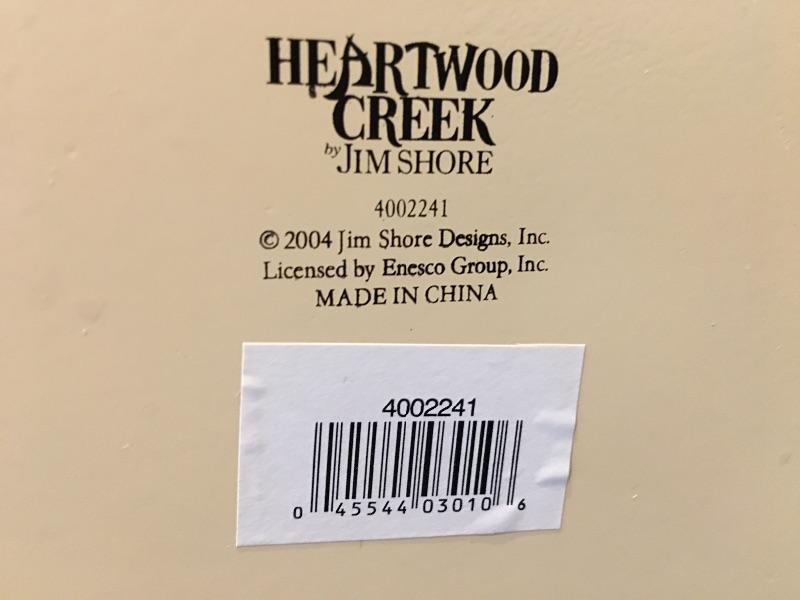 HEARTWOOD
CREEK
by JIM SHORE
4002241
© 2004 Jim Shore Designs, Inc.
Licensed by Enesco Group, Inc.
MADE IN CHINA
4002241
0 45544 03010 6